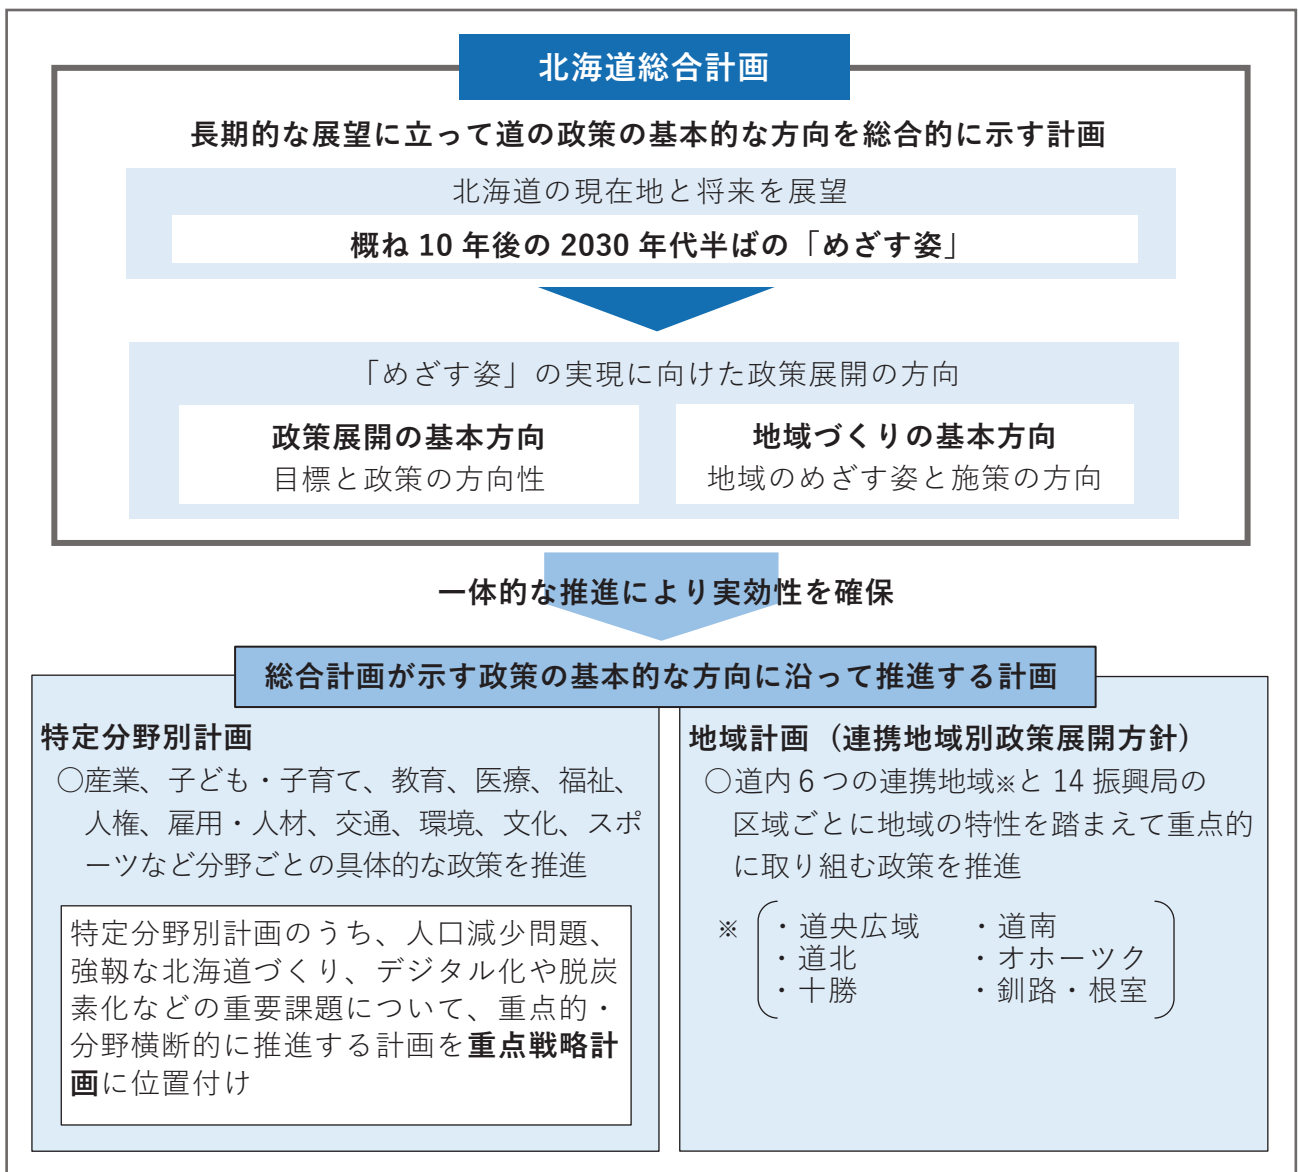 北海道総合計画
長期的な展望に立って道の政策の基本的な方向を総合的に示す計画
北海道の現在地と将来を展望
概ね 10 年後の 2030 年代半ばの「めざす姿」
「めざす姿」の実現に向けた政策展開の方向
政策展開の基本方向
目標と政策の方向性
地域づくりの基本方向
地域のめざす姿と施策の方向
一体的な推進により実効性を確保
総合計画が示す政策の基本的な方向に沿って推進する計画
特定分野別計画
○産業、子ども・子育て、教育、医療、福祉、
人権、雇用・人材、交通、環境、文化、スポ
ーツなど分野ごとの具体的な政策を推進
特定分野別計画のうち、人口減少問題、
強靱な北海道づくり、デジタル化や脱炭
素化などの重要課題について、重点的・
分野横断的に推進する計画を重点戦略計
画に位置付け
地域計画（連携地域別政策展開方針）
○道内 6 つの連携地域※と 14 振興局の
区域ごとに地域の特性を踏まえて重点的
に取り組む政策を推進
※ ・道央広域 ・道南
・道北 ・オホーツク
・十勝 ・釧路・根室